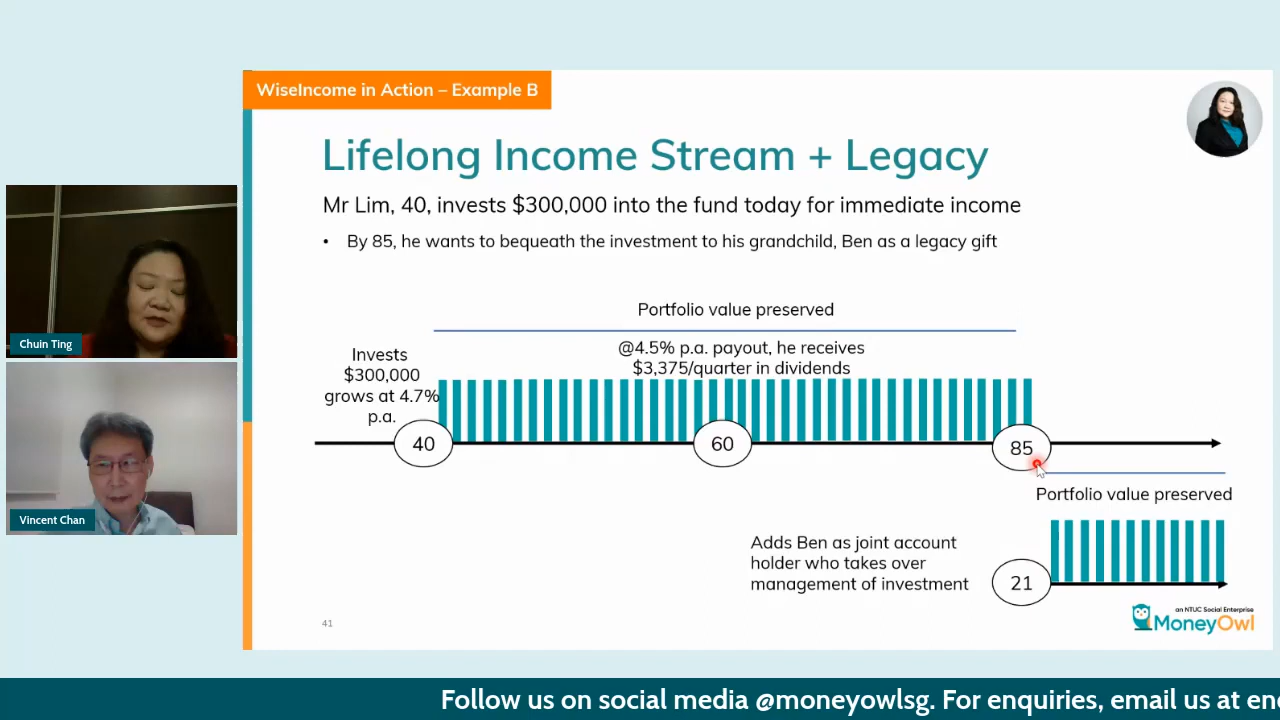 WiseIncome in Action – Example B
Lifelong Income Stream + Legacy
Mr Lim, 40, invests $300,000 into the fund today for immediate income
• By 85, he wants to bequeath the investment to his grandchild, Ben as a legacy gift
Portfolio value preserved
@4.5% p.a. payout, he receives
$3,375/quarter in dividends
Invests
$300,000
grows at 4.7%
p.a.
40
60
85
Portfolio value preserved
Adds Ben as joint account
holder who takes over
management of investment
21
41
an NTUC Social Enterprise
MoneyOwl
Chuin Ting
Vincent Chan
Follow us on social media @moneyowlsg. For enquiries, email us at en